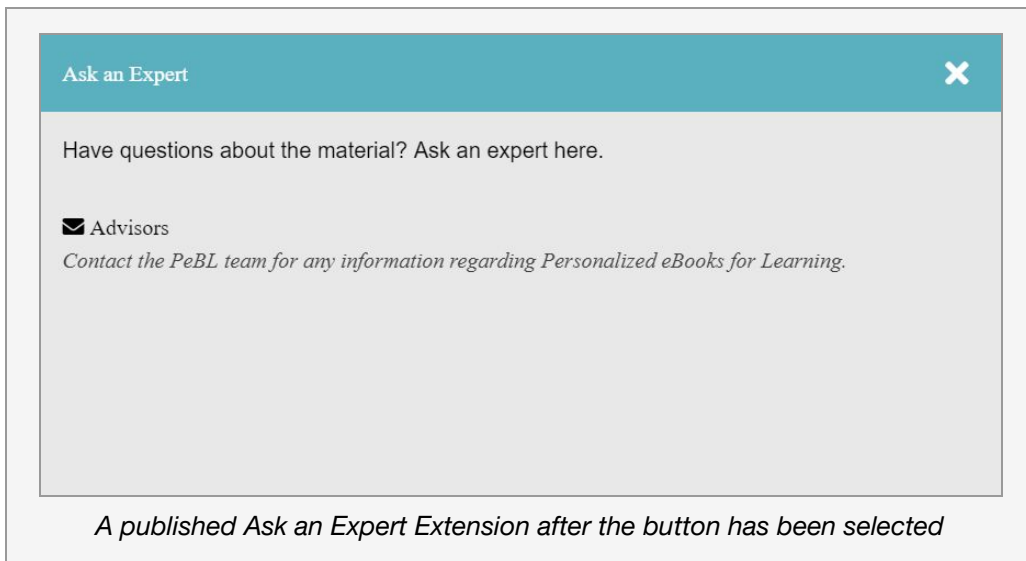 Ask an Expert
Have questions about the material? Ask an expert here.
Advisors
Contact the PeBL team for any information regarding Personalized eBooks for Learning.
A published Ask an Expert Extension after the button has been selected